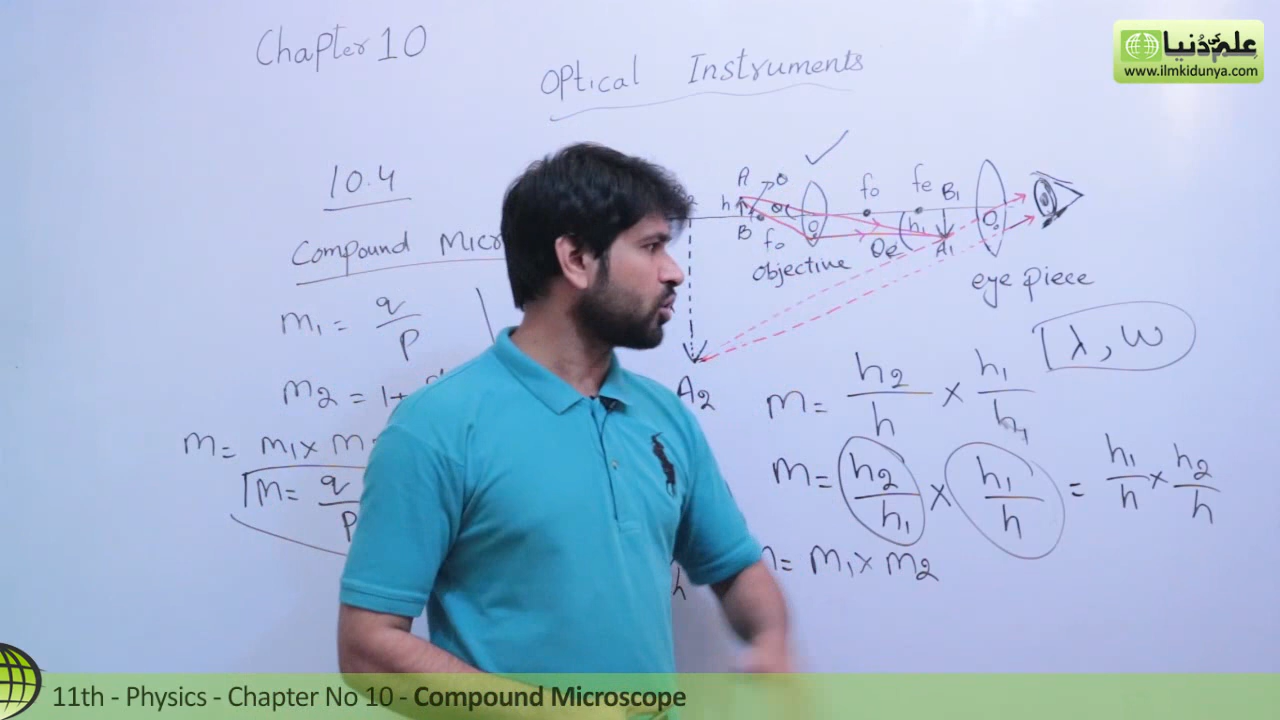 علم کی دنیا
www.ilmkidunya.com
Chapter 10
Optical Instruments
10.4
Compound Micr
m₁ = q/p
m₂ = 1+
m = m₁ x m
m = q/p
A
h
B
fo
O
objective
fo
fe
B₁
h₁
θe
A₁
O
eye piece
A₂
λ, w
m = h₂/h x h₁/h₁
m = h₂/h₁ x h₁/h = h₁/h x h₂/h
= m₁ x m₂
11th - Physics - Chapter No 10 - Compound Microscope